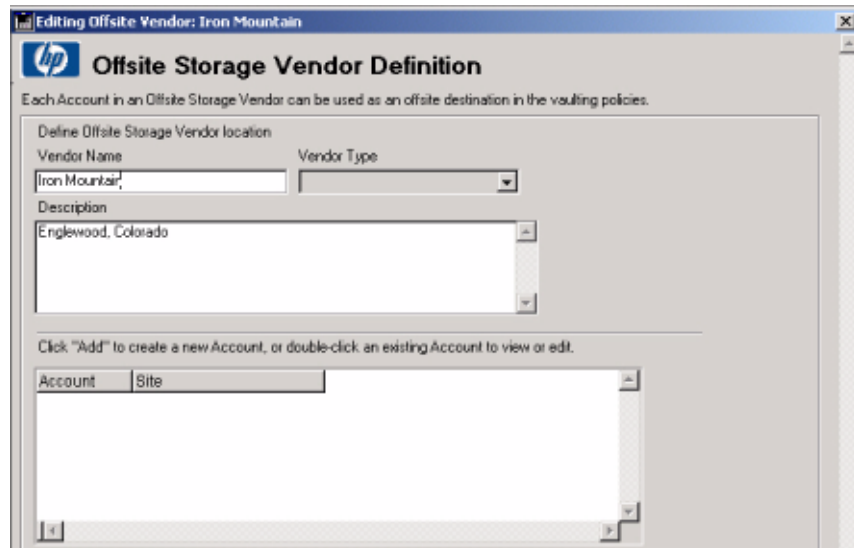 Editing Offsite Vendor: Iron Mountain
hp
Offsite Storage Vendor Definition
Each Account in an Offsite Storage Vendor can be used as an offsite destination in the vaulting policies.
Define Offsite Storage Vendor location
Vendor Name Vendor Type
Iron Mountain
Description
Englewood, Colorado
Click "Add" to create a new Account, or double-click an existing Account to view or edit.
Account Site